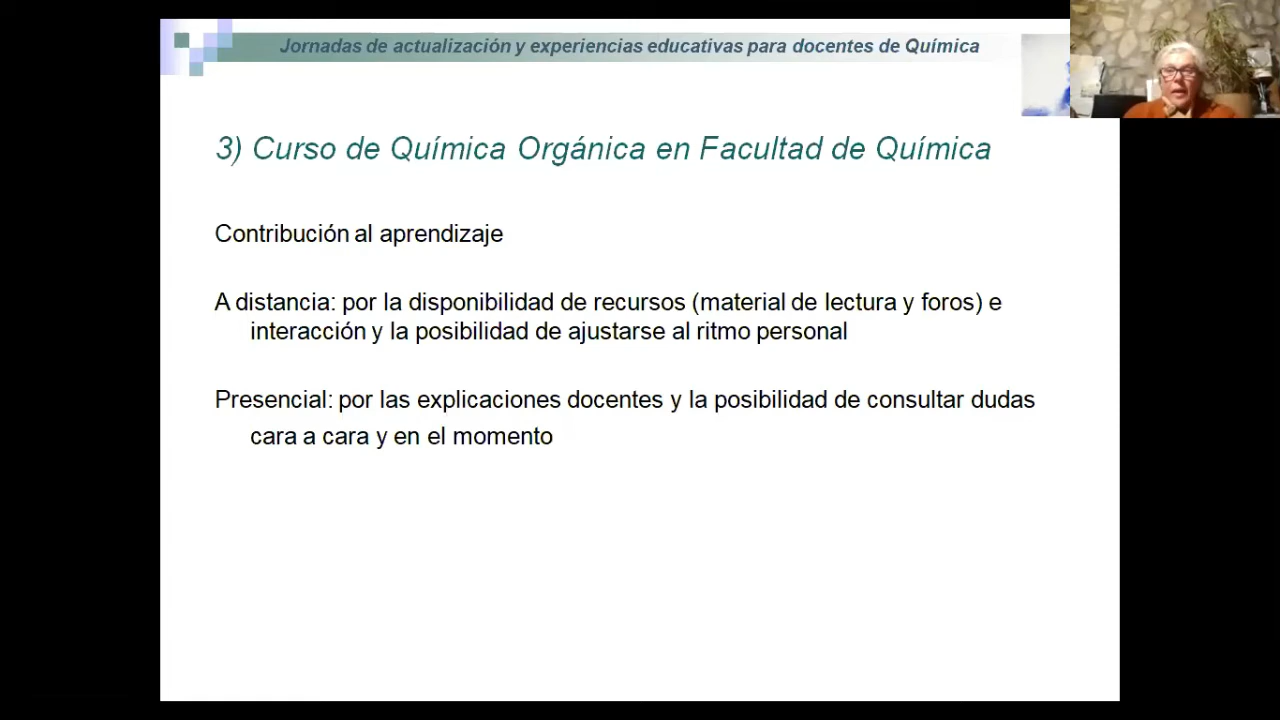 Jornadas de actualización y experiencias educativas para docentes de Química
3) Curso de Química Orgánica en Facultad de Química
Contribución al aprendizaje
A distancia: por la disponibilidad de recursos (material de lectura y foros) e
interacción y la posibilidad de ajustarse al ritmo personal
Presencial: por las explicaciones docentes y la posibilidad de consultar dudas
cara a cara y en el momento